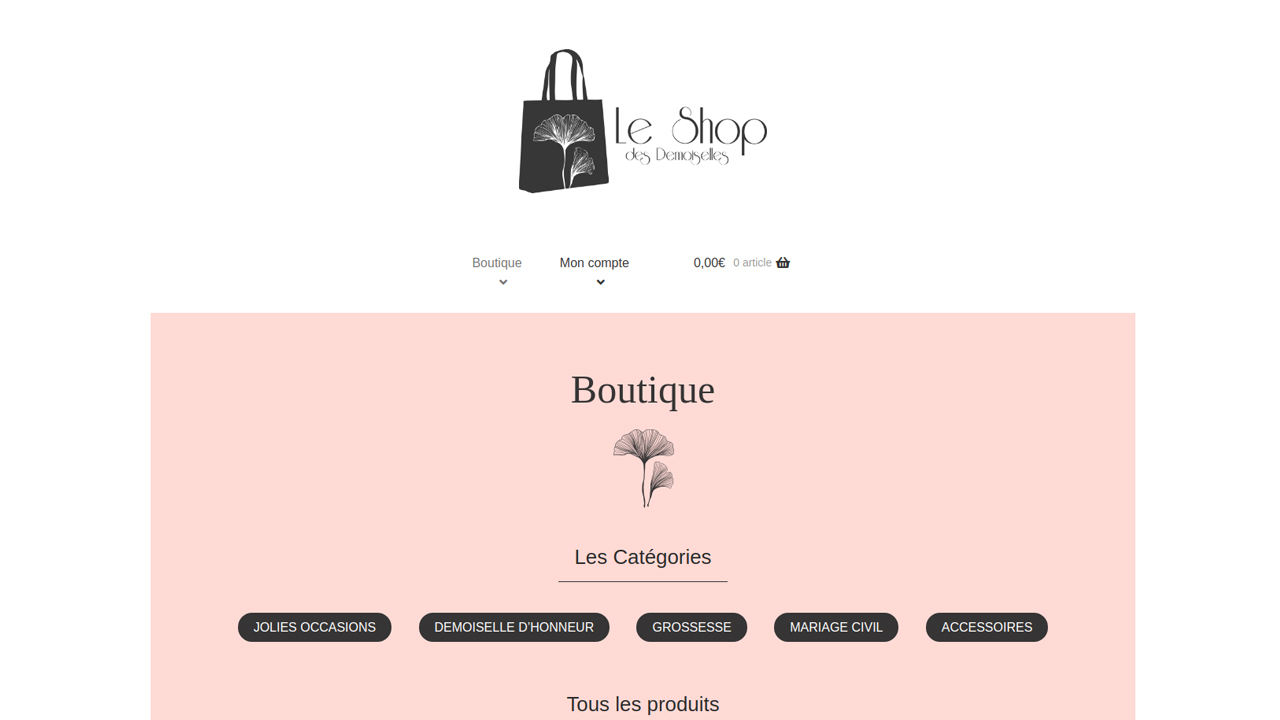 Le Shop
des Demoiselles
Boutique
Mon compte
0,00€ 0 article
Boutique
Les Catégories
JOLIES OCCASIONS
DEMOISELLE D'HONNEUR
GROSSESSE
MARIAGE CIVIL
ACCESSOIRES
Tous les produits